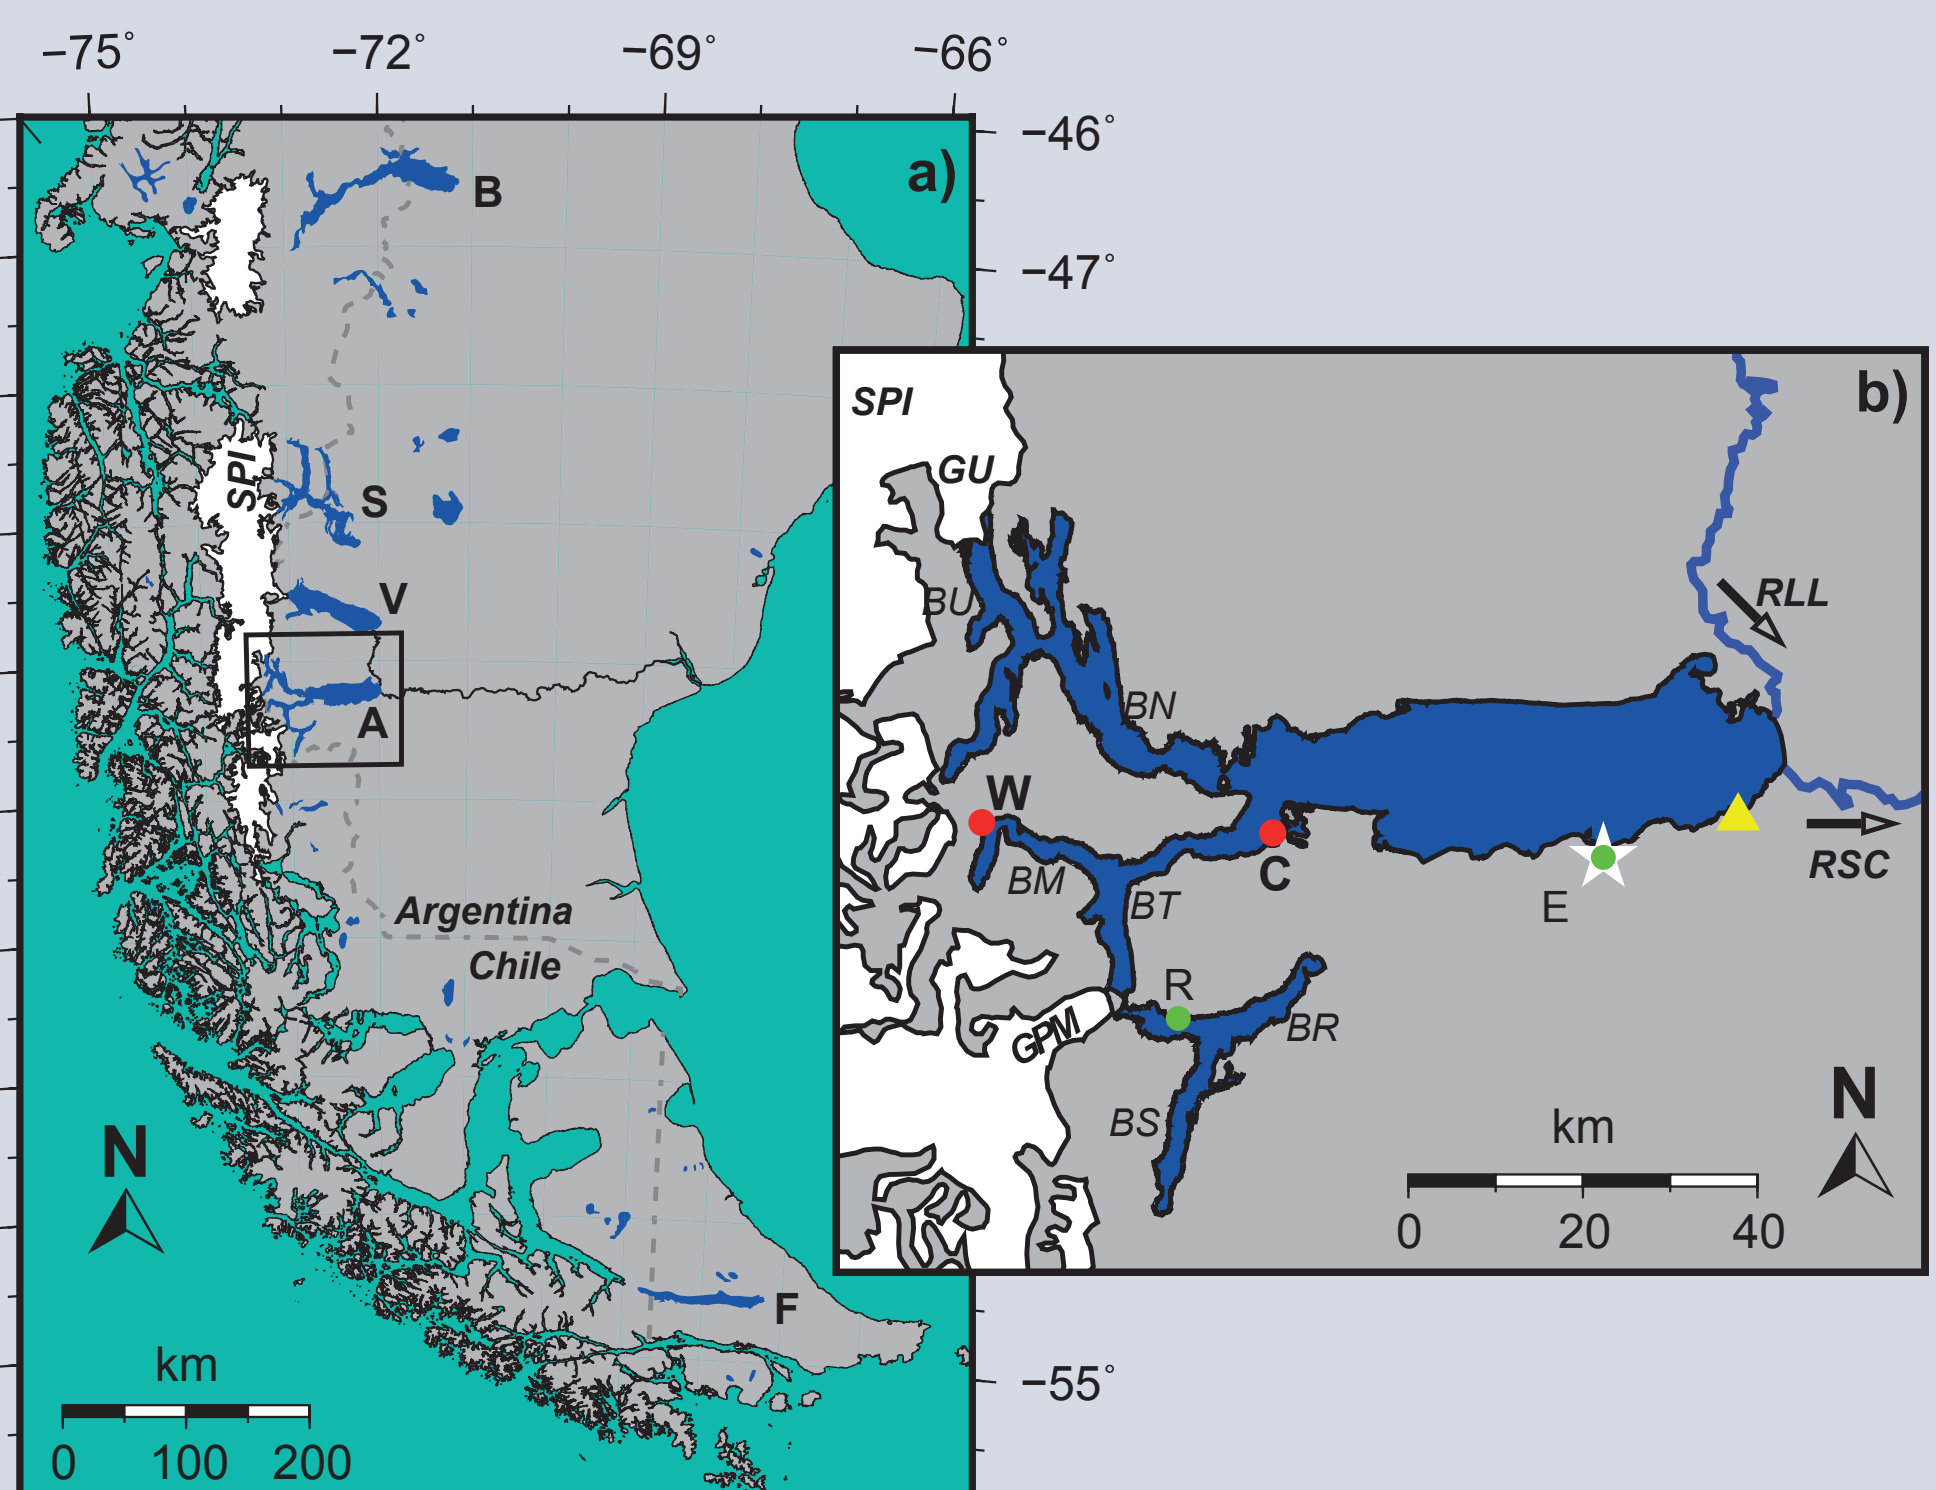 −75° −72° −69° −66°
a)
−46°
B
−47°
SPI
b)
GU
SPI
S
V
BU
RLL
BN
A
W
C
BM
BT
RSC
E
Argentina
Chile
R
GPM
BR
BS
km
N
0 20 40
N
F
km
0 100 200
−55°